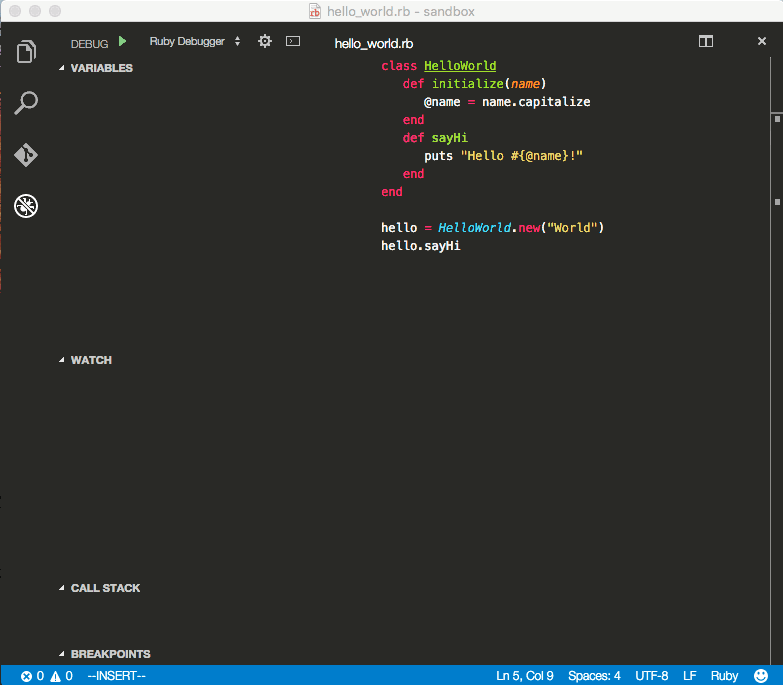 hello_world.rb - sandbox
DEBUG Ruby Debugger
VARIABLES
WATCH
CALL STACK
BREAKPOINTS
hello_world.rb
class HelloWorld
   def initialize(name)
      @name = name.capitalize
   end
   def sayHi
      puts "Hello #{@name}!"
   end
end
hello = HelloWorld.new("World")
hello.sayHi
0 0 --INSERT-- Ln 5, Col 9 Spaces: 4 UTF-8 LF Ruby